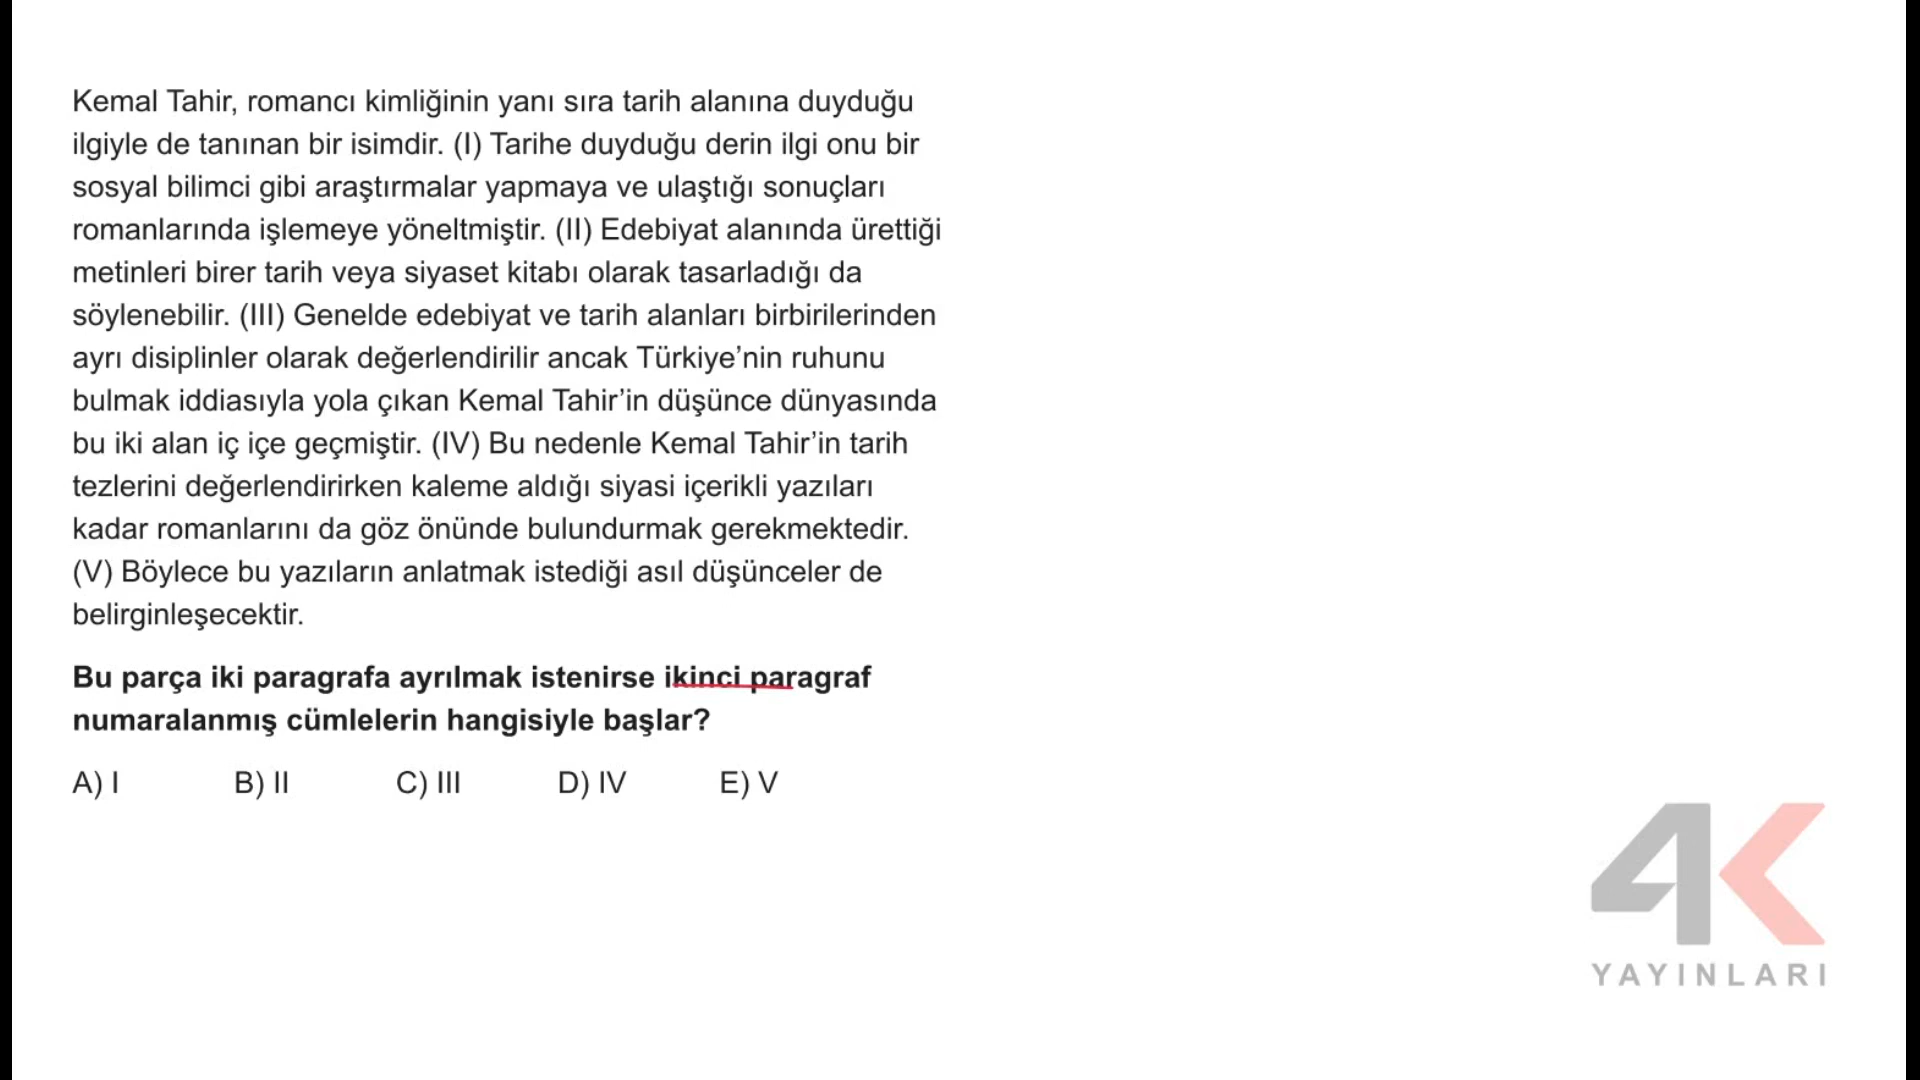 Kemal Tahir, romancı kimliğinin yanı sıra tarih alanına duyduğu
ilgiyle de tanınan bir isimdir. (I) Tarihe duyduğu derin ilgi onu bir
sosyal bilimci gibi araştırmalar yapmaya ve ulaştığı sonuçları
romanlarında işlemeye yöneltmiştir. (II) Edebiyat alanında ürettiği
metinleri birer tarih veya siyaset kitabı olarak tasarladığı da
söylenebilir. (III) Genelde edebiyat ve tarih alanları birbirilerinden
ayrı disiplinler olarak değerlendirilir ancak Türkiye’nin ruhunu
bulmak iddiasıyla yola çıkan Kemal Tahir’in düşünce dünyasında
bu iki alan iç içe geçmiştir. (IV) Bu nedenle Kemal Tahir’in tarih
tezlerini değerlendirirken kaleme aldığı siyasi içerikli yazıları
kadar romanlarını da göz önünde bulundurmak gerekmektedir.
(V) Böylece bu yazıların anlatmak istediği asıl düşünceler de
belirginleşecektir.
Bu parça iki paragrafa ayrılmak istenirse ikinci paragraf
numaralanmış cümlelerin hangisiyle başlar?
A) I B) II C) III D) IV E) V
4K
YAYINLARI